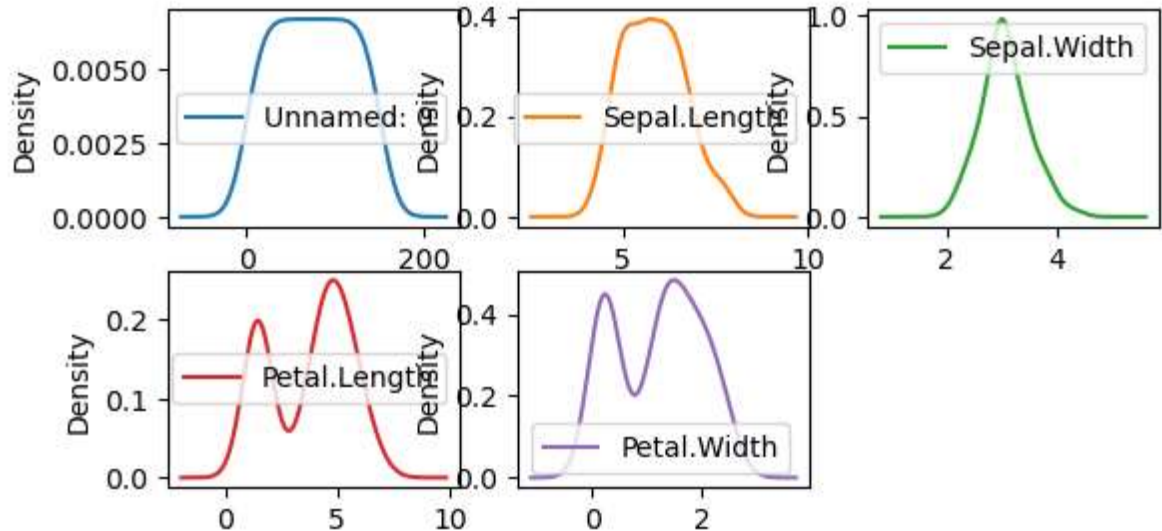 Density
0.0050
0.0025
0.0000
Unnamed: 0
0 200
Density
0.4
0.2
0.0
Sepal.Length
5 10
Density
1.0
0.5
0.0
Sepal.Width
2 4
Density
0.2
0.1
0.0
Petal.Length
0 5 10
Density
0.4
0.2
0.0
Petal.Width
0 2